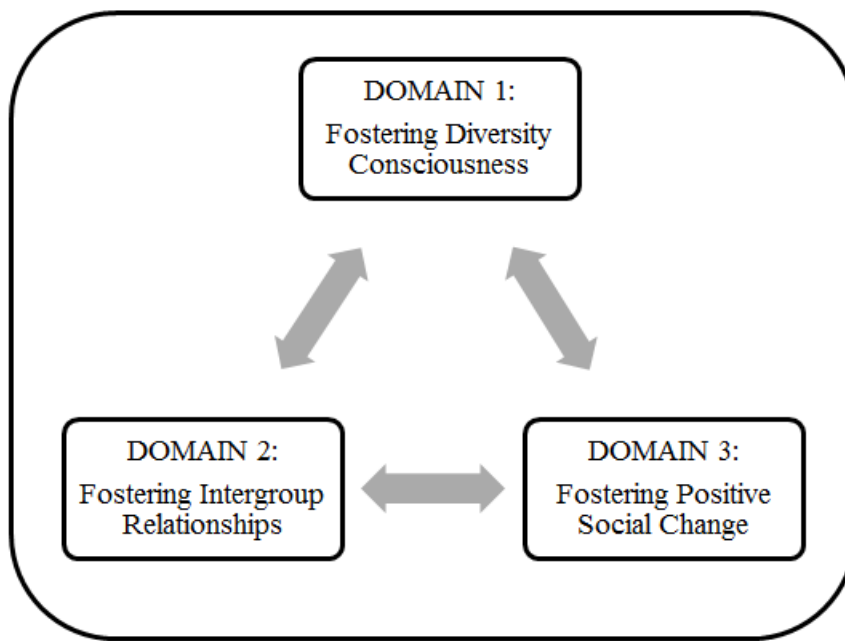 DOMAIN 1:
Fostering Diversity
Consciousness
DOMAIN 2:
Fostering Intergroup
Relationships
DOMAIN 3:
Fostering Positive
Social Change